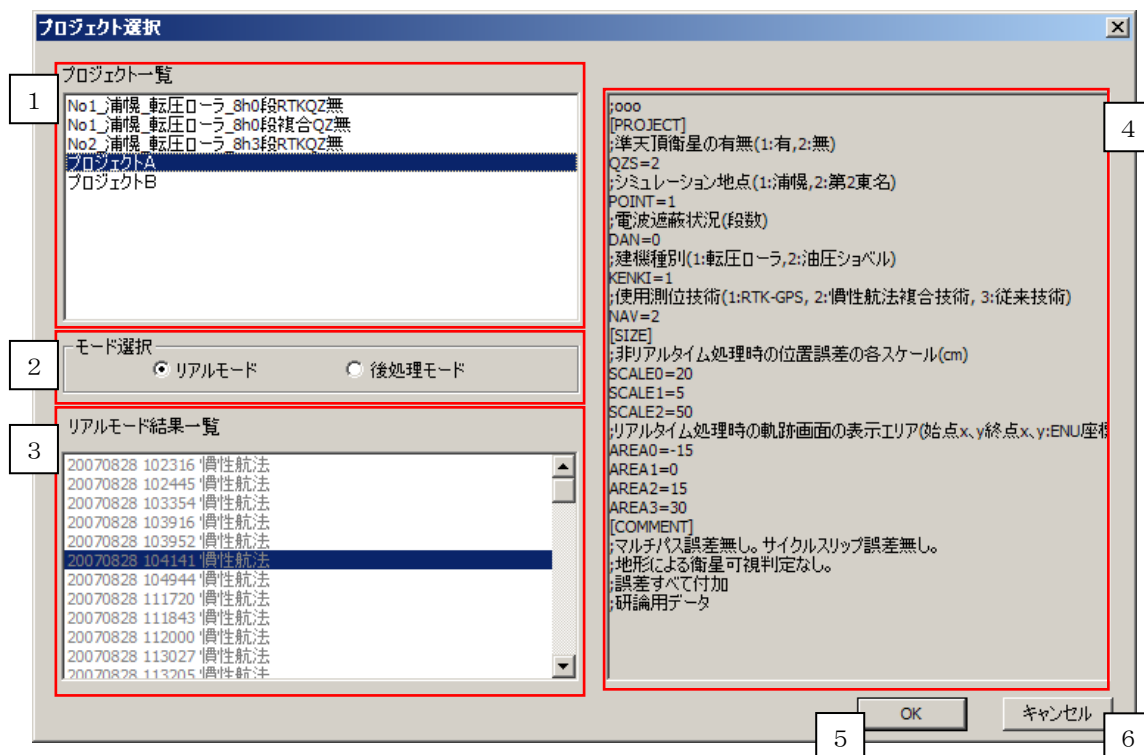 プロジェクト選択
1
プロジェクト一覧
No1_浦幌_転圧ローラ_8h0段RTKQZ無
No1_浦幌_転圧ローラ_8h0段複合QZ無
No2_浦幌_転圧ローラ_8h3段RTKQZ無
プロジェクトA
プロジェクトB
2
モード選択
リアルモード
後処理モード
3
リアルモード結果一覧
20070828 102316 慣性航法
20070828 102445 慣性航法
20070828 103354 慣性航法
20070828 103916 慣性航法
20070828 103952 慣性航法
20070828 104141 慣性航法
20070828 104944 慣性航法
20070828 111720 慣性航法
20070828 111843 慣性航法
20070828 112000 慣性航法
20070828 113027 慣性航法
20070828 113205 慣性航法
4
;ooo
[PROJECT]
;準天頂衛星の有無(1:有,2:無)
QZS=2
;シミュレーション地点(1:浦幌,2:第2東名)
POINT=1
;電波遮蔽状況(段数)
DAN=0
;建機種別(1:転圧ローラ,2:油圧ショベル)
KENKI=1
;使用測位技術(1:RTK-GPS, 2:慣性航法複合技術, 3:従来技術)
NAV=2
[SIZE]
;非リアルタイム処理時の位置誤差の各スケール(cm)
SCALE0=20
SCALE1=5
SCALE2=50
;リアルタイム処理時の軌跡画面の表示エリア(始点x、y終点x、y:ENU座標
AREA0=-15
AREA1=0
AREA2=15
AREA3=30
[COMMENT]
;マルチパス誤差無し。サイクルスリップ誤差無し。
;地形による衛星可視判定なし。
;誤差すべて付加
;研論用データ
5
OK
キャンセル
6